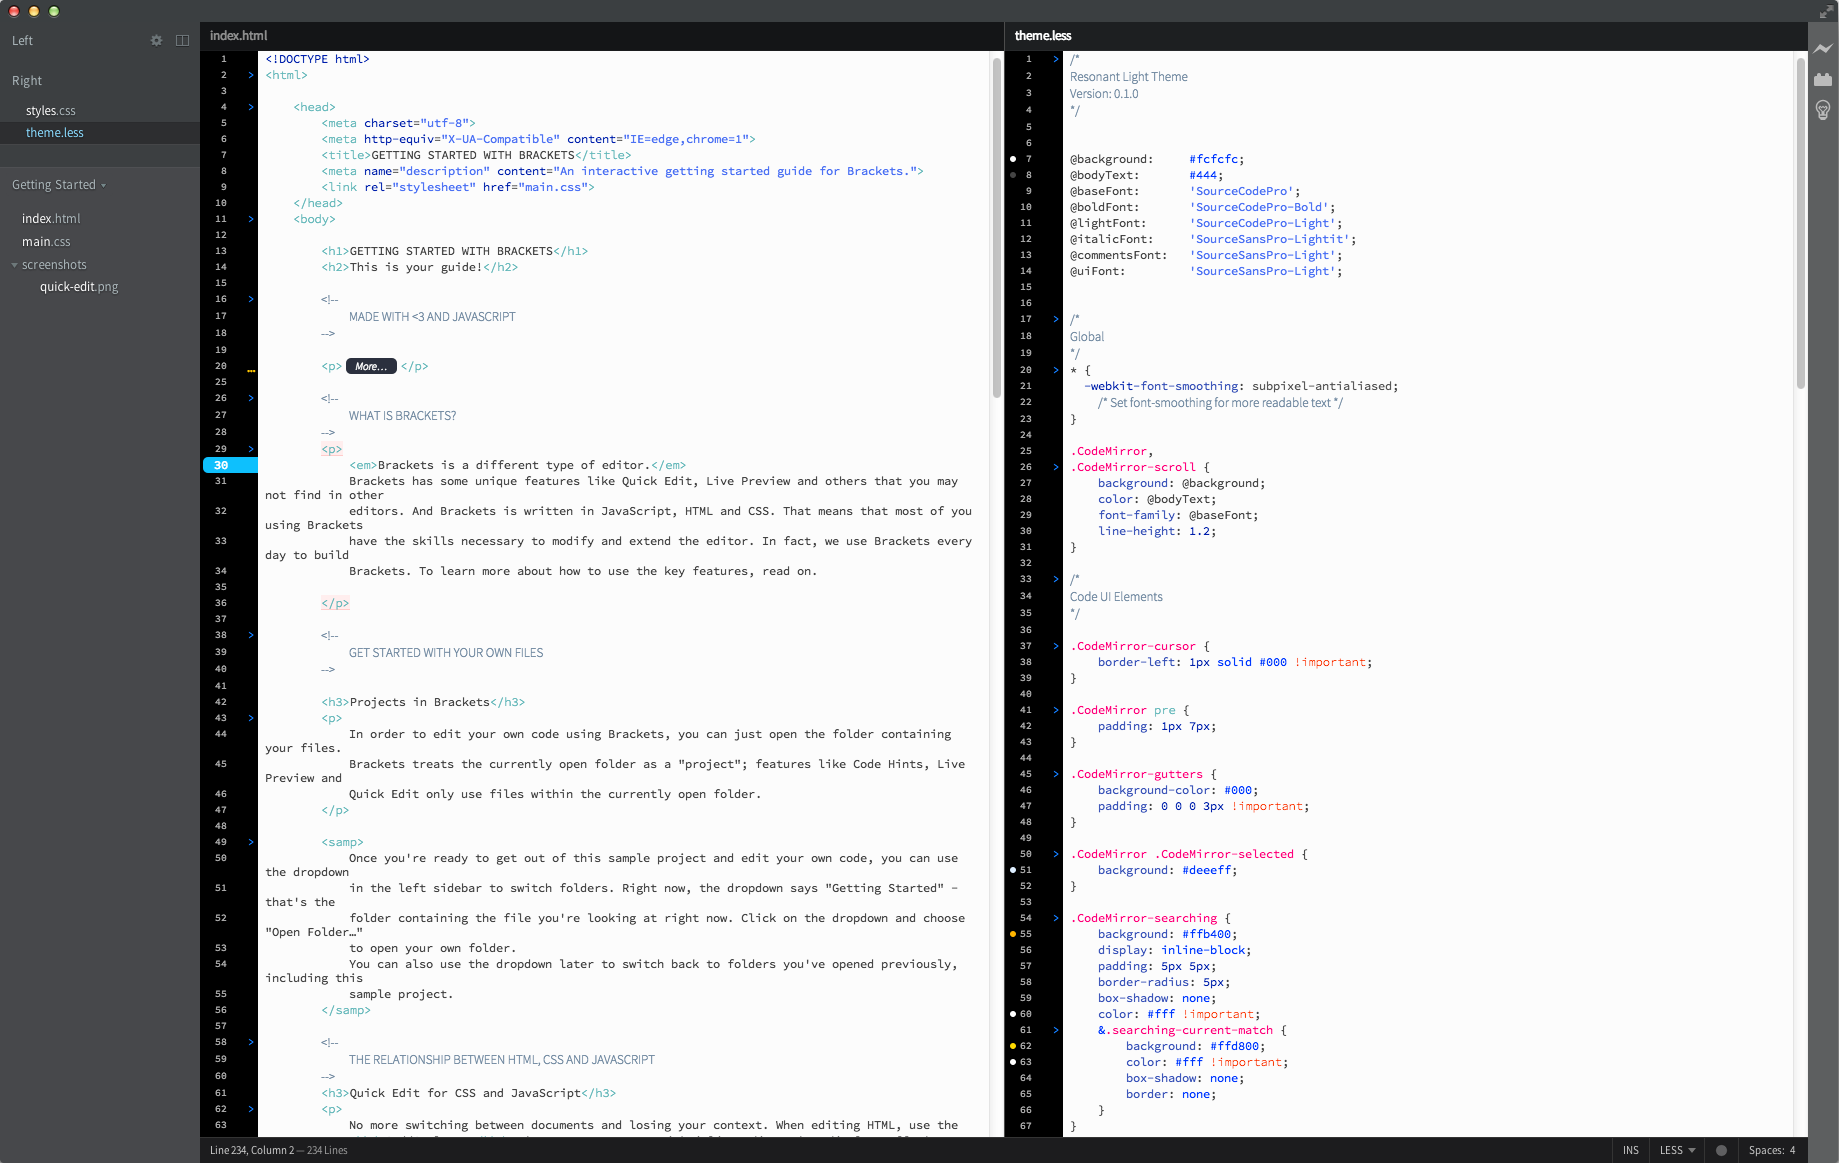 Left
Right
styles.css
theme.less
Getting Started
index.html
main.css
screenshots
quick-edit.png
index.html
1 <!DOCTYPE html>
2 <html>
3
4 <head>
5 <meta charset="utf-8">
6 <meta http-equiv="X-UA-Compatible" content="IE=edge,chrome=1">
7 <title>GETTING STARTED WITH BRACKETS</title>
8 <meta name="description" content="An interactive getting started guide for Brackets.">
9 <link rel="stylesheet" href="main.css">
10 </head>
11 <body>
12
13 <h1>GETTING STARTED WITH BRACKETS</h1>
14 <h2>This is your guide!</h2>
15
16 <!--
17 MADE WITH <3 AND JAVASCRIPT
18 -->
19
20 <p> More... </p>
25
26 <!--
27 WHAT IS BRACKETS?
28 -->
29 <p>
30 <em>Brackets is a different type of editor.</em>
31 Brackets has some unique features like Quick Edit, Live Preview and others that you may
not find in other
32 editors. And Brackets is written in JavaScript, HTML and CSS. That means that most of you
using Brackets
33 have the skills necessary to modify and extend the editor. In fact, we use Brackets every
day to build
34 Brackets. To learn more about how to use the key features, read on.
35
36 </p>
37
38 <!--
39 GET STARTED WITH YOUR OWN FILES
40 -->
41
42 <h3>Projects in Brackets</h3>
43 <p>
44 In order to edit your own code using Brackets, you can just open the folder containing
your files.
45 Brackets treats the currently open folder as a "project"; features like Code Hints, Live
Preview and
46 Quick Edit only use files within the currently open folder.
47 </p>
48
49 <samp>
50 Once you're ready to get out of this sample project and edit your own code, you can use
the dropdown
51 in the left sidebar to switch folders. Right now, the dropdown says "Getting Started" -
that's the
52 folder containing the file you're looking at right now. Click on the dropdown and choose
"Open Folder…"
53 to open your own folder.
54 You can also use the dropdown later to switch back to folders you've opened previously,
including this
55 sample project.
56 </samp>
57
58 <!--
59 THE RELATIONSHIP BETWEEN HTML, CSS AND JAVASCRIPT
60 -->
61 <h3>Quick Edit for CSS and JavaScript</h3>
62 <p>
63 No more switching between documents and losing your context. When editing HTML, use the
theme.less
1 /*
2 Resonant Light Theme
3 Version: 0.1.0
4 */
5
6
7 @background: #fcfcfc;
8 @bodyText: #444;
9 @baseFont: 'SourceCodePro';
10 @boldFont: 'SourceCodePro-Bold';
11 @lightFont: 'SourceCodePro-Light';
12 @italicFont: 'SourceSansPro-Lightit';
13 @commentsFont: 'SourceSansPro-Light';
14 @uiFont: 'SourceSansPro-Light';
15
16
17 /*
18 Global
19 */
20 * {
21 -webkit-font-smoothing: subpixel-antialiased;
22 /* Set font-smoothing for more readable text */
23 }
24
25 .CodeMirror,
26 .CodeMirror-scroll {
27 background: @background;
28 color: @bodyText;
29 font-family: @baseFont;
30 line-height: 1.2;
31 }
32
33 /*
34 Code UI Elements
35 */
36
37 .CodeMirror-cursor {
38 border-left: 1px solid #000 !important;
39 }
40
41 .CodeMirror pre {
42 padding: 1px 7px;
43 }
44
45 .CodeMirror-gutters {
46 background-color: #000;
47 padding: 0 0 0 3px !important;
48 }
49
50 .CodeMirror .CodeMirror-selected {
51 background: #deeeff;
52 }
53
54 .CodeMirror-searching {
55 background: #ffb400;
56 display: inline-block;
57 padding: 5px 5px;
58 border-radius: 5px;
59 box-shadow: none;
60 color: #fff !important;
61 &.searching-current-match {
62 background: #ffd800;
63 color: #fff !important;
64 box-shadow: none;
65 border: none;
66 }
67 }
Line 234, Column 2 — 234 Lines
INS
LESS
Spaces: 4